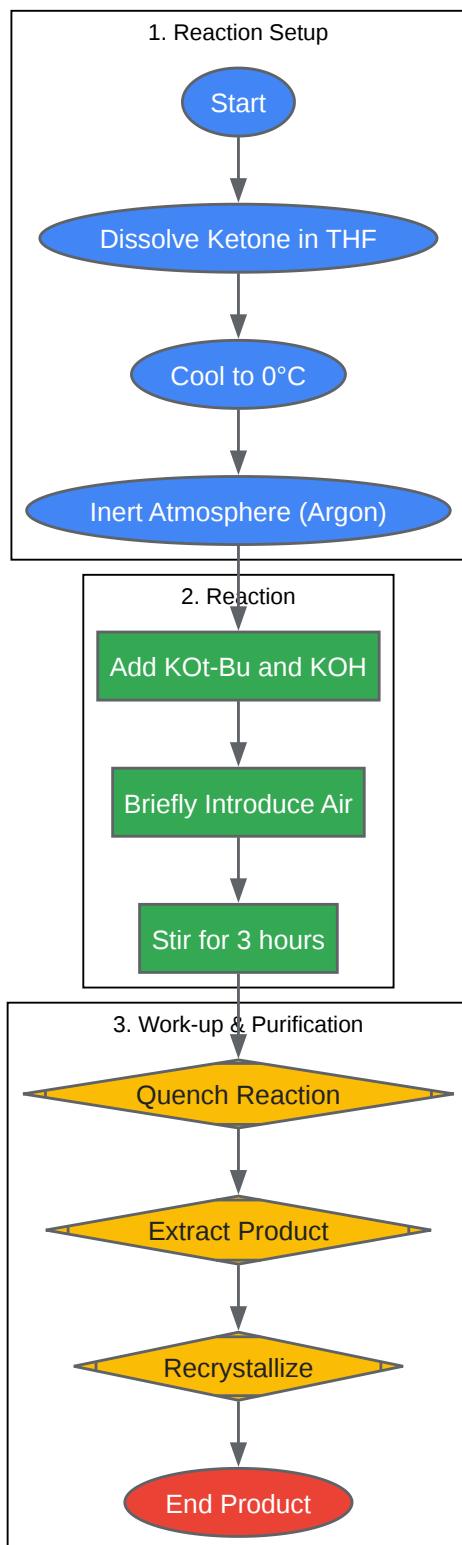 1. Reaction Setup
Start
Dissolve Ketone in THF
Cool to 0°C
Inert Atmosphere (Argon)
2. Reaction
Add KOt-Bu and KOH
Briefly Introduce Air
Stir for 3 hours
3. Work-up & Purification
Quench Reaction
Extract Product
Recrystallize
End Product